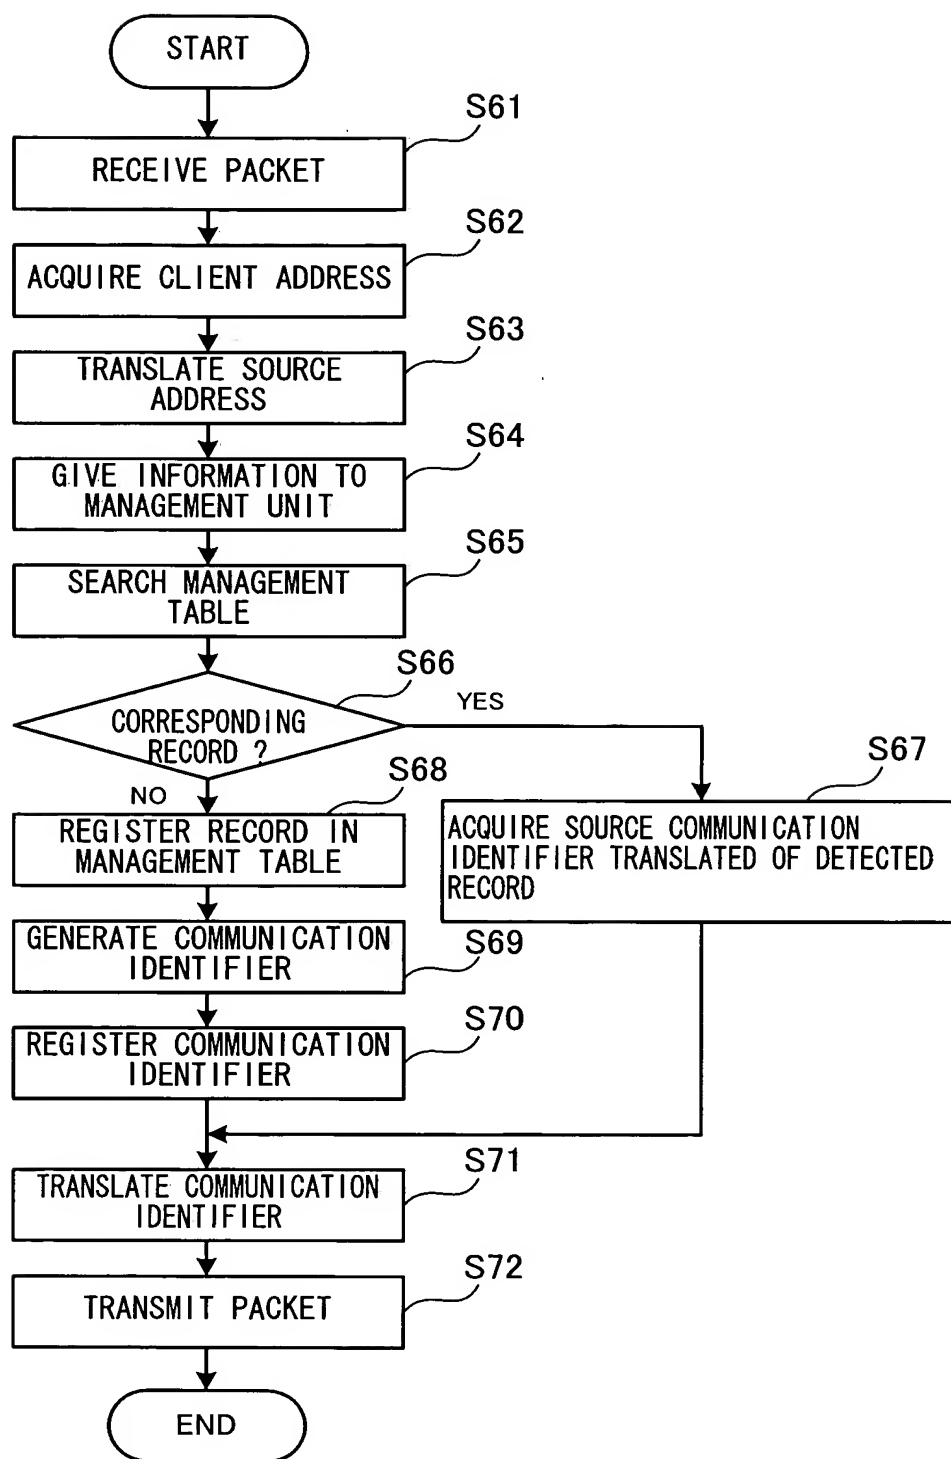 START
S61
RECEIVE PACKET
S62
ACQUIRE CLIENT ADDRESS
S63
TRANSLATE SOURCE
ADDRESS
S64
GIVE INFORMATION TO
MANAGEMENT UNIT
S65
SEARCH MANAGEMENT
TABLE
S66
YES
CORRESPONDING
RECORD ?
S67
NO
S68
REGISTER RECORD IN
MANAGEMENT TABLE
ACQUIRE SOURCE COMMUNICATION
IDENTIFIER TRANSLATED OF DETECTED
RECORD
GENERATE COMMUNICATION
IDENTIFIER
S69
REGISTER COMMUNICATION
IDENTIFIER
S70
S71
TRANSLATE COMMUNICATION
IDENTIFIER
S72
TRANSMIT PACKET
END